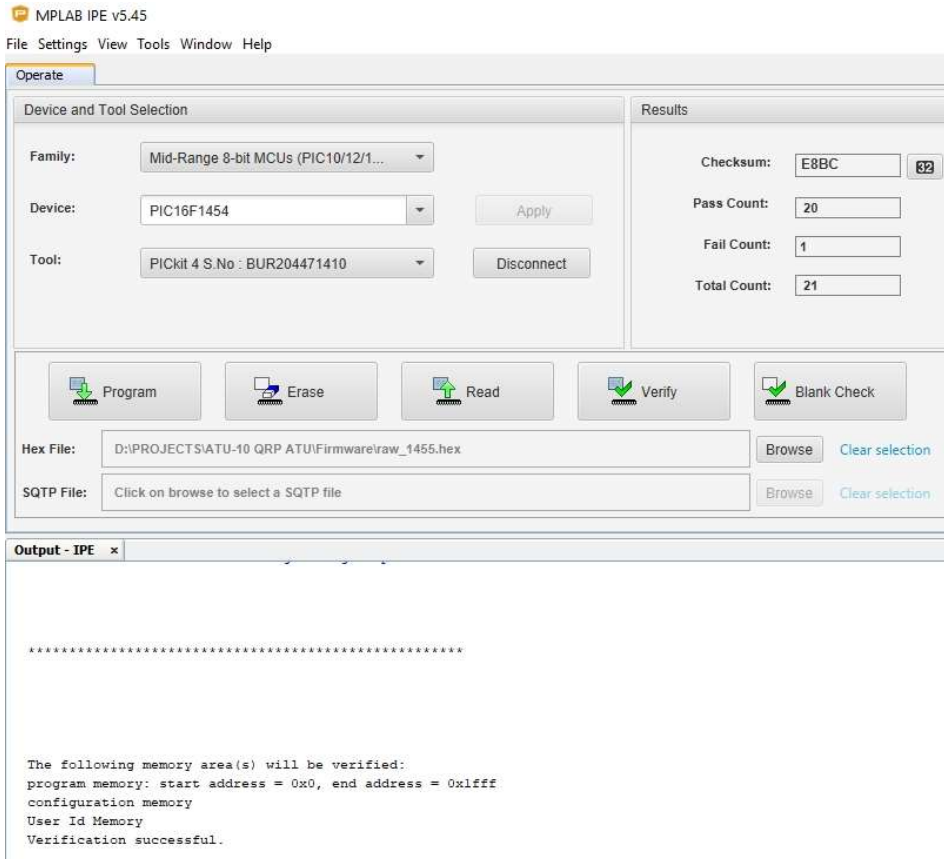 MPLAB IPE v5.45
File Settings View Tools Window Help
Operate
Device and Tool Selection
Results
Family:
Mid-Range 8-bit MCUs (PIC10/12/1...
Checksum:
E8BC
32
Device:
PIC16F1454
Apply
Pass Count:
20
Fail Count:
1
Tool:
PICkit 4 S.No : BUR204471410
Disconnect
Total Count:
21
Program
Erase
Read
Verify
Blank Check
Hex File:
D:\PROJECTS\ATU-10 QRP ATU\Firmware\raw_1455.hex
Browse
Clear selection
SQTP File:
Click on browse to select a SQTP file
Browse
Clear selection
Output - IPE ×
*****************************************************
The following memory area(s) will be verified:
program memory: start address = 0x0, end address = 0x1fff
configuration memory
User Id Memory
Verification successful.